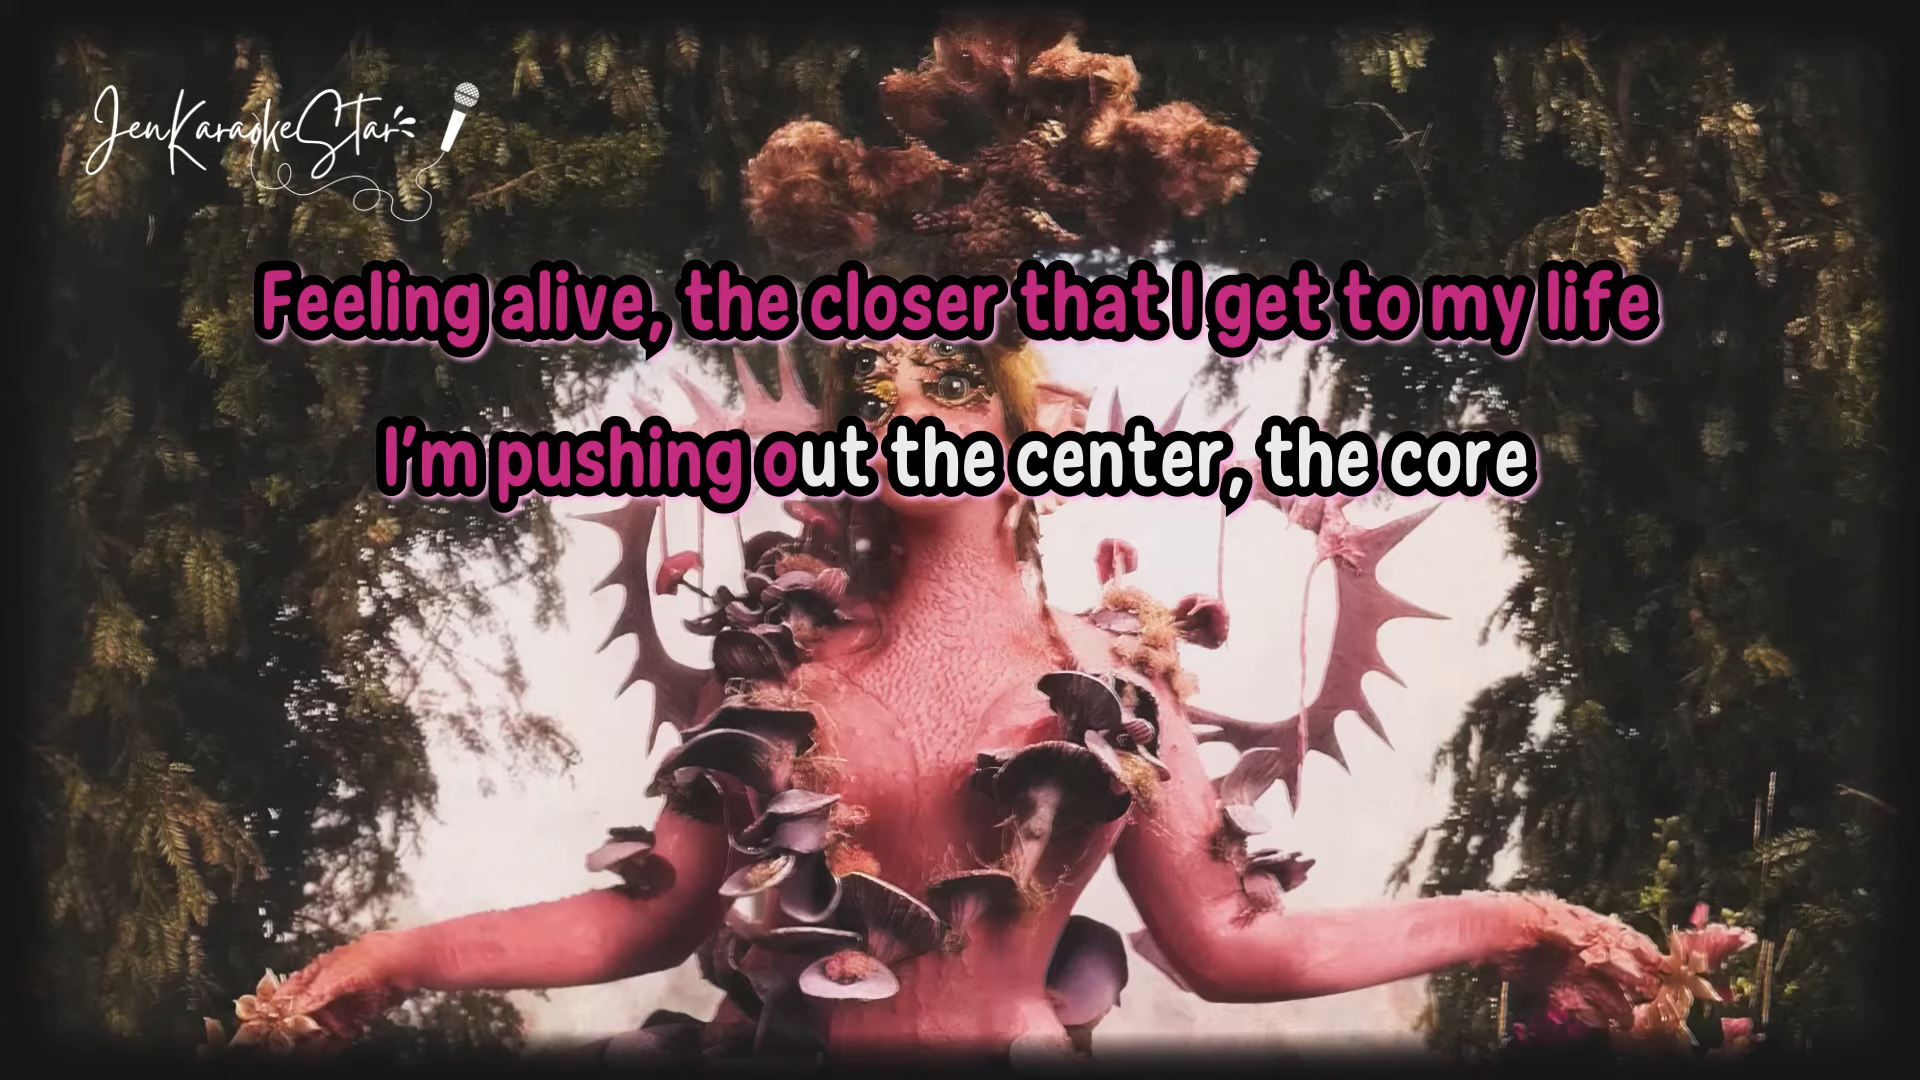 JenKaraokeStar
Feeling alive, the closer that I get to my life
I'm pushing out the center, the core